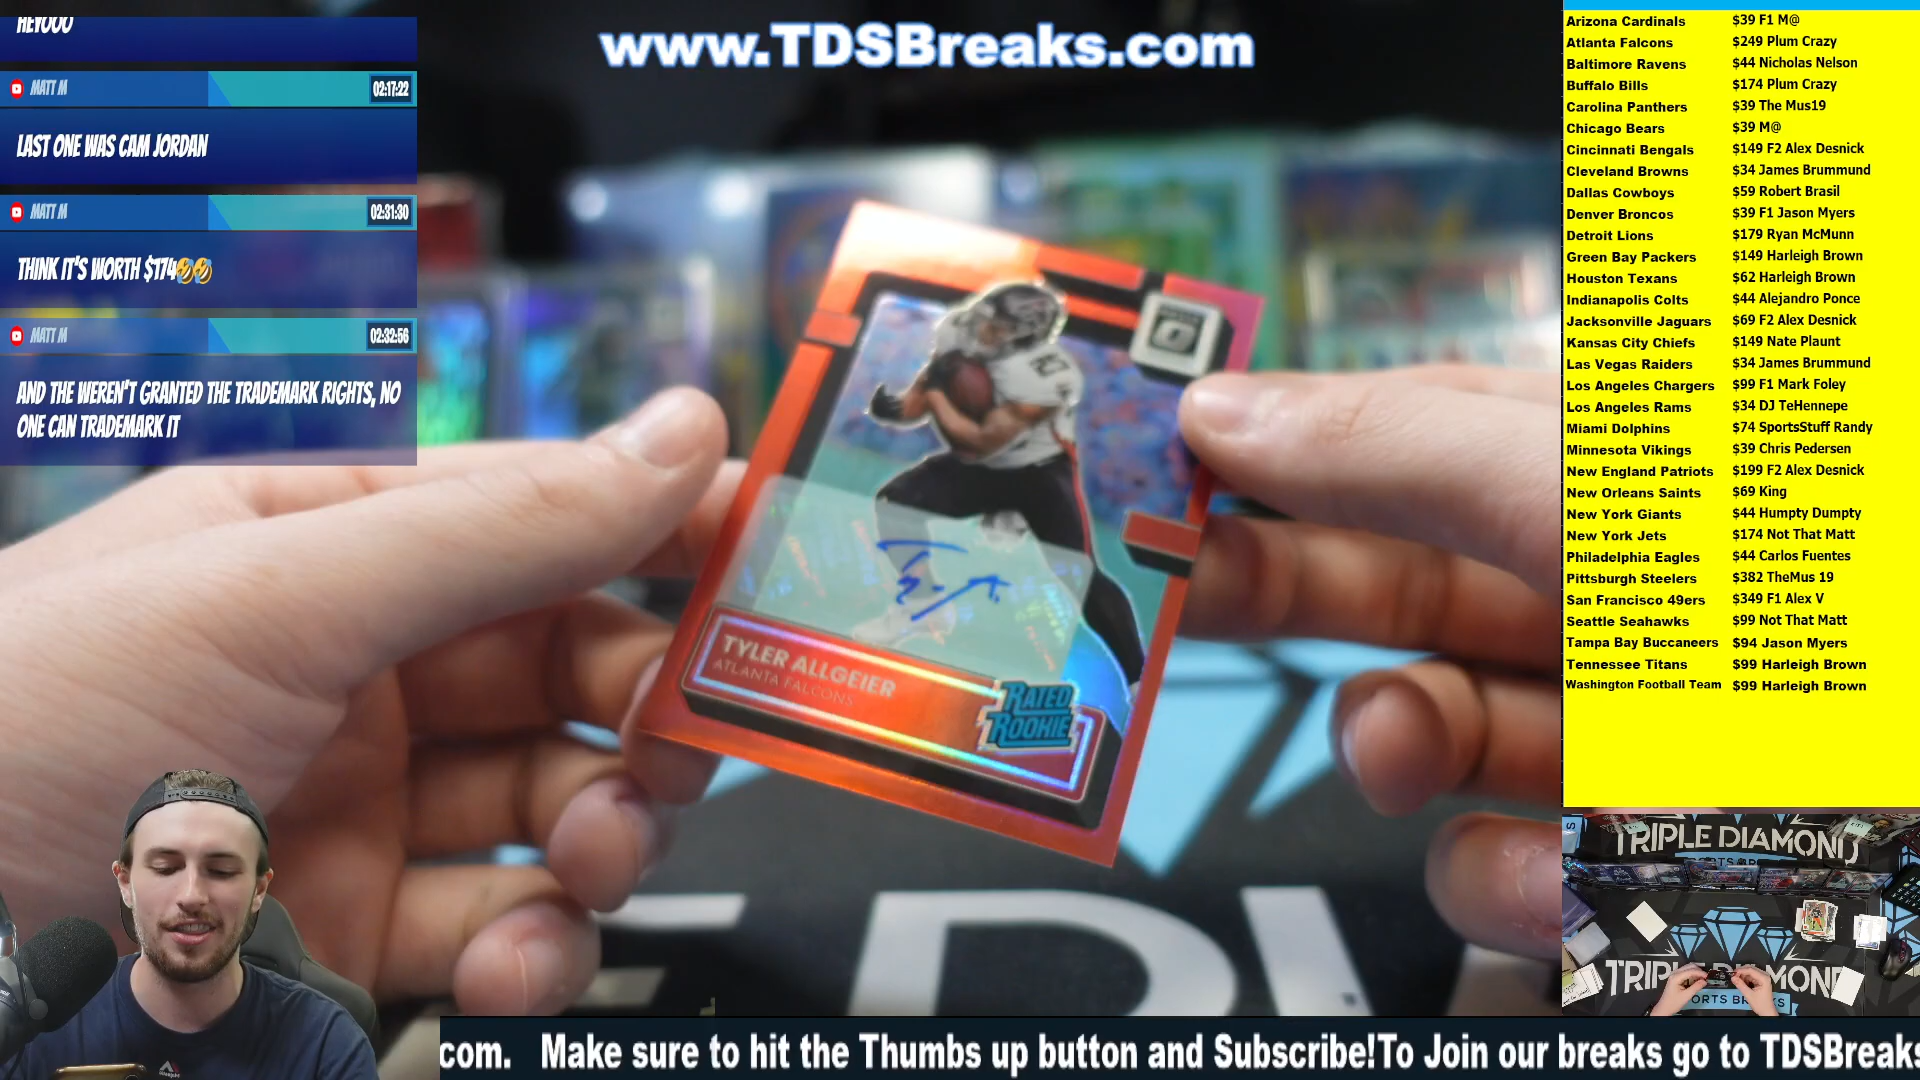 HEYOOO
MATT M 02:17:22
LAST ONE WAS CAM JORDAN
MATT M 02:31:30
THINK IT'S WORTH $174🤣🤣
MATT M 02:32:56
AND THE WEREN'T GRANTED THE TRADEMARK RIGHTS, NO
ONE CAN TRADEMARK IT
www.TDSBreaks.com
TYLER ALLGEIER
ATLANTA FALCONS
RATED
ROOKIE
Arizona Cardinals $39 F1 M@
Atlanta Falcons $249 Plum Crazy
Baltimore Ravens $44 Nicholas Nelson
Buffalo Bills $174 Plum Crazy
Carolina Panthers $39 The Mus19
Chicago Bears $39 M@
Cincinnati Bengals $149 F2 Alex Desnick
Cleveland Browns $34 James Brummund
Dallas Cowboys $59 Robert Brasil
Denver Broncos $39 F1 Jason Myers
Detroit Lions $179 Ryan McMunn
Green Bay Packers $149 Harleigh Brown
Houston Texans $62 Harleigh Brown
Indianapolis Colts $44 Alejandro Ponce
Jacksonville Jaguars $69 F2 Alex Desnick
Kansas City Chiefs $149 Nate Plaunt
Las Vegas Raiders $34 James Brummund
Los Angeles Chargers $99 F1 Mark Foley
Los Angeles Rams $34 DJ TeHennepe
Miami Dolphins $74 SportsStuff Randy
Minnesota Vikings $39 Chris Pedersen
New England Patriots $199 F2 Alex Desnick
New Orleans Saints $69 King
New York Giants $44 Humpty Dumpty
New York Jets $174 Not That Matt
Philadelphia Eagles $44 Carlos Fuentes
Pittsburgh Steelers $382 TheMus 19
San Francisco 49ers $349 F1 Alex V
Seattle Seahawks $99 Not That Matt
Tampa Bay Buccaneers $94 Jason Myers
Tennessee Titans $99 Harleigh Brown
Washington Football Team $99 Harleigh Brown
TRIPLE DIAMOND
TRIPLE DIAMOND
SPORTS BREAKS
com. Make sure to hit the Thumbs up button and Subscribe!To Join our breaks go to TDSBreaks